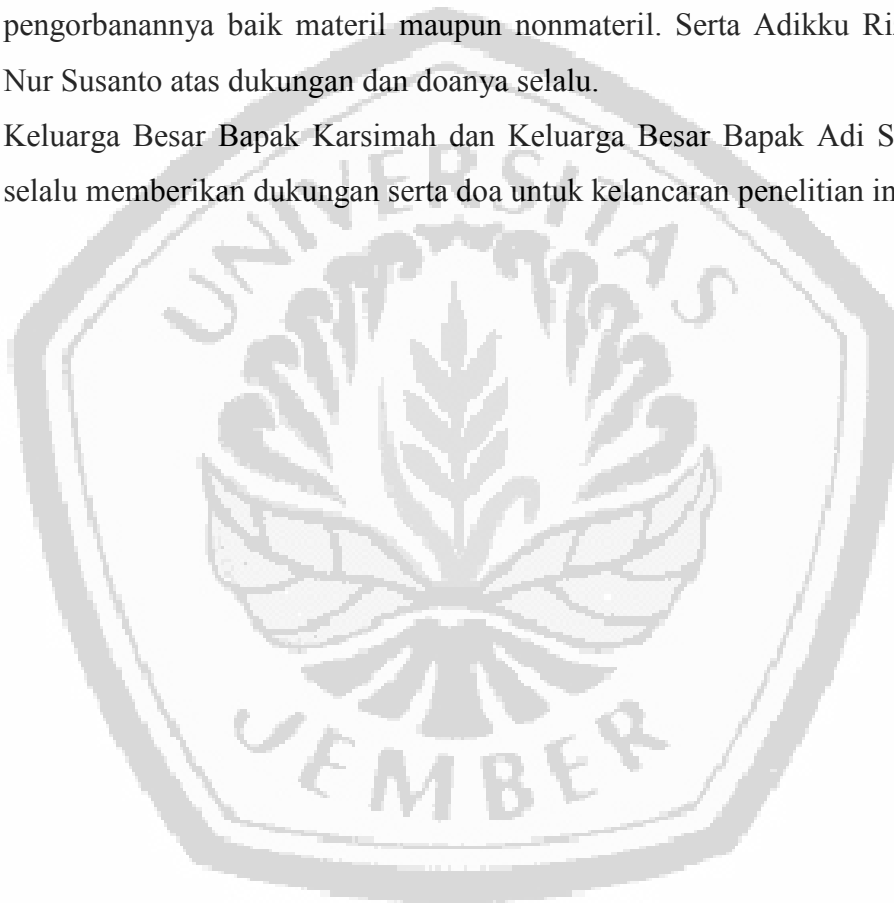 pengorbanannya baik materil maupun nonmateril. Serta Adikku
Nur Susanto atas dukungan dan doanya selalu.
Keluarga Besar Bapak Karsimah dan Keluarga Besar Bapak Adi
selalu memberikan dukungan serta doa untuk kelancaran penelitian
UNIVERSITAS
JEMBER